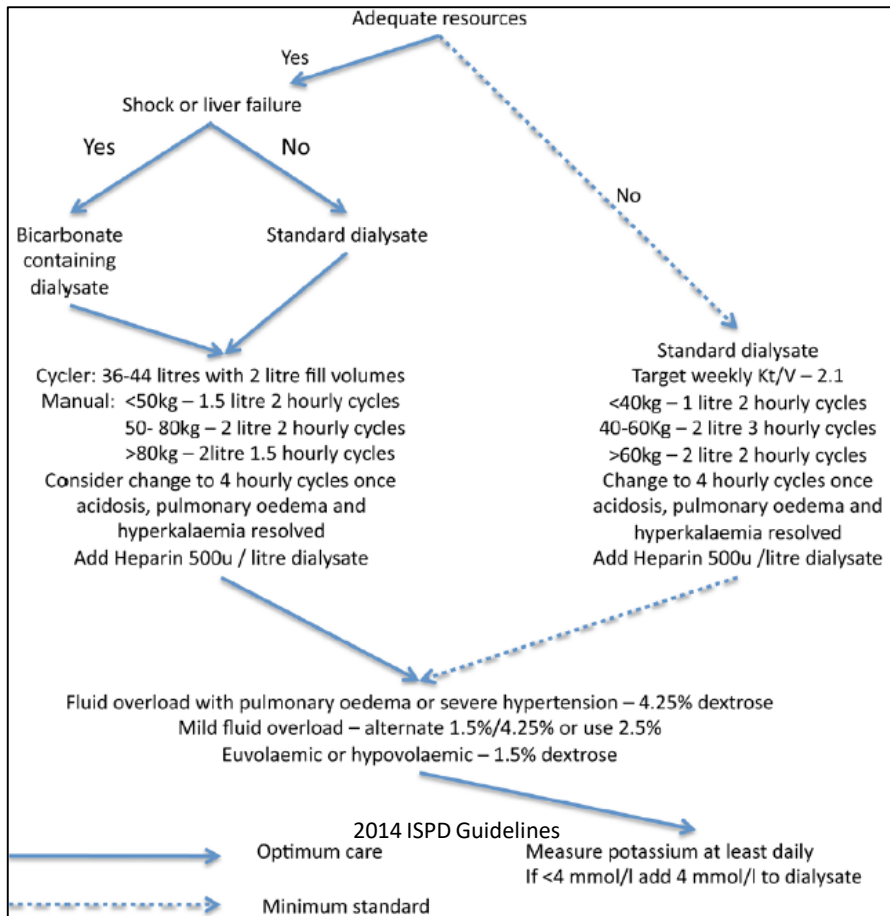 Adequate resources
Yes
Shock or liver failure
Yes
No
No
Bicarbonate
containing
dialysate
Standard dialysate
Cycler: 36-44 litres with 2 litre fill volumes
Manual: <50kg – 1.5 litre 2 hourly cycles
50- 80kg – 2 litre 2 hourly cycles
>80kg – 2litre 1.5 hourly cycles
Consider change to 4 hourly cycles once
acidosis, pulmonary oedema and
hyperkalaemia resolved
Add Heparin 500u / litre dialysate
Standard dialysate
Target weekly Kt/V – 2.1
<40kg – 1 litre 2 hourly cycles
40-60Kg – 2 litre 3 hourly cycles
>60kg – 2 litre 2 hourly cycles
Change to 4 hourly cycles once
acidosis, pulmonary oedema and
hyperkalaemia resolved
Add Heparin 500u /litre dialysate
Fluid overload with pulmonary oedema or severe hypertension – 4.25% dextrose
Mild fluid overload – alternate 1.5%/4.25% or use 2.5%
Euvolaemic or hypovolaemic – 1.5% dextrose
2014 ISPD Guidelines
Optimum care
Minimum standard
Measure potassium at least daily
If <4 mmol/l add 4 mmol/l to dialysate